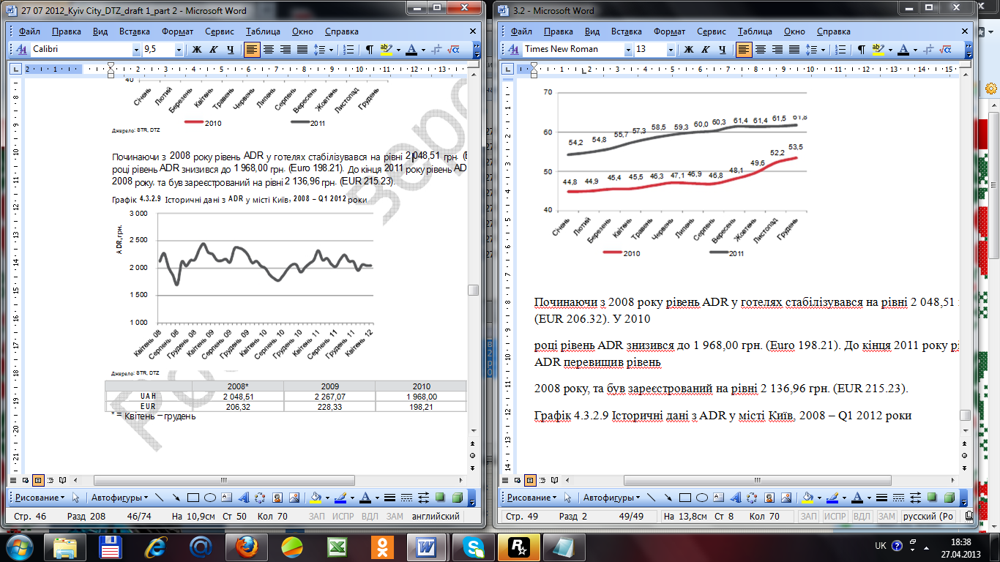 27 07 2012_Kyiv City_DTZ_draft 1_part 2 - Microsoft Word
Файл Правка Вид Вставка Формат Сервис Таблица Окно Справка
Calibri 9,5 Ж К Ч
40
Січень Лютий Березень Квітень Травень Червень Липень Серпень Вересень Жовтень Листопад Грудень
2010 2011
Джерело: STR, DTZ
Починаючи з 2008 року рівень ADR у готелях стабілізувався на рівні 2 048,51 грн. (E
році рівень ADR знизився до 1 968,00 грн. (Euro 198.21). До кінця 2011 року рівень AD
2008 року, та був зареєстрований на рівні 2 136,96 грн. (EUR 215.23).
Графік 4.3.2.9 Історичні дані з ADR у місті Київ, 2008 – Q1 2012 роки
ADR, грн.
3 000
2 500
2 000
1 500
1 000
Квітень 08 Серпень 08 Грудень 08 Квітень 09 Серпень 09 Грудень 09 Квітень 10 Серпень 10 Грудень 10 Квітень 11 Серпень 11 Грудень 11 Квітень 12
Джерело: STR, DTZ
2008* 2009 2010
UAH 2 048,51 2 267,07 1 968,00
EUR 206,32 228,33 198,21
* = Квітень – грудень
Рисование Автофигуры
Стр. 46 Разд 208 46/74 На 10,9см Ст 50 Кол 70 ЗАП ИСПР ВДЛ ЗАМ английский
3.2 - Microsoft Word
Файл Правка Вид Вставка Формат Сервис Таблица Окно Справка
Times New Roman 13 Ж К Ч
70
60
50
40
54,2 54,8 55,7 57,3 58,5 59,3 60,0 60,3 61,4 61,4 61,5 61,8
44,8 44,9 45,4 45,5 46,3 47,1 46,9 46,8 48,1 49,6 52,2 53,5
Січень Лютий Березень Квітень Травень Червень Липень Серпень Вересень Жовтень Листопад Грудень
2010 2011
Починаючи з 2008 року рівень ADR у готелях стабілізувався на рівні 2 048,51
(EUR 206.32). У 2010
році рівень ADR знизився до 1 968,00 грн. (Euro 198.21). До кінця 2011 року рі
ADR перевищив рівень
2008 року, та був зареєстрований на рівні 2 136,96 грн. (EUR 215.23).
Графік 4.3.2.9 Історичні дані з ADR у місті Київ, 2008 – Q1 2012 роки
Рисование Автофигуры
Стр. 49 Разд 2 49/49 На 13,8см Ст 8 Кол 70 ЗАП ИСПР ВДЛ ЗАМ русский (Ро
UK 18:38
27.04.2013